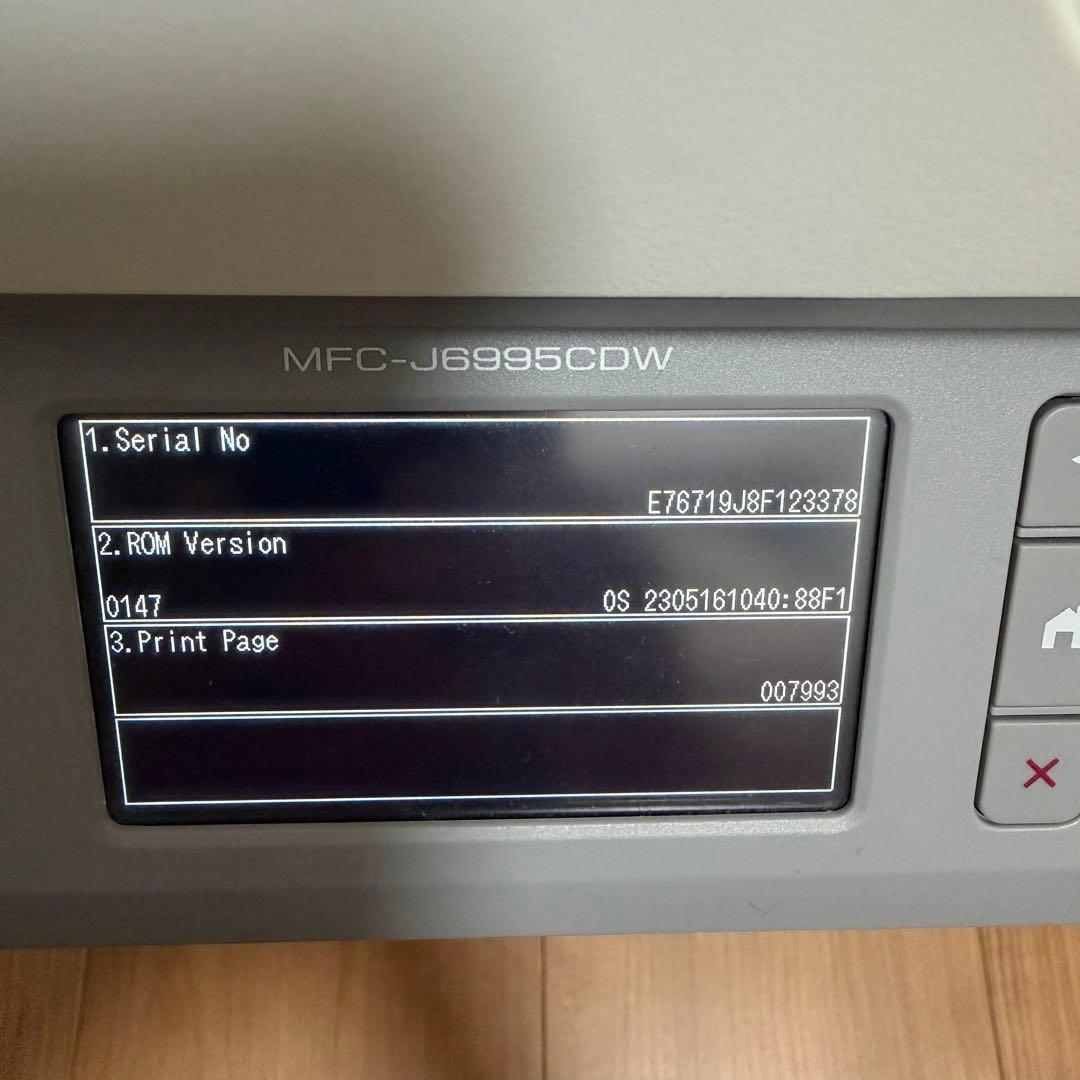 MFC-J6995CDW
1.Serial No
E76719J8F123378
2.ROM Version
0147 OS 2305161040:88F1
3.Print Page
007993